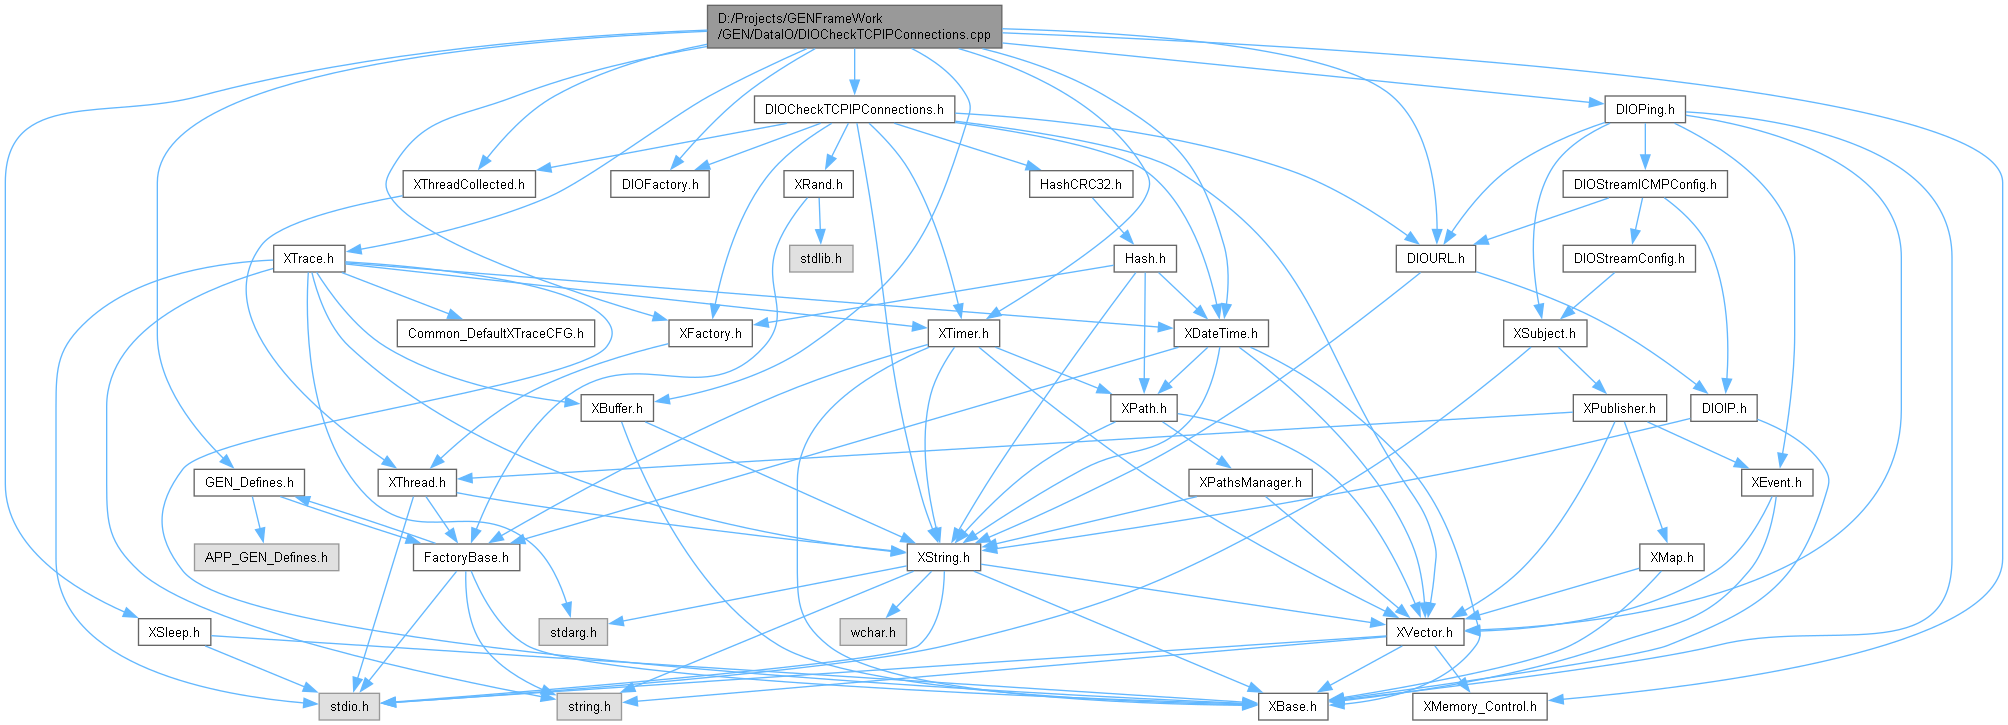 D:/Projects/GENFrameWork
/GEN/DataIO/DIOCheckTCPIPConnections.cpp
DIOCheckTCPIPConnections.h
DIOPing.h
XThreadCollected.h
DIOFactory.h
XRand.h
HashCRC32.h
DIOStreamICMPConfig.h
XTrace.h
stdlib.h
Hash.h
DIOURL.h
DIOStreamConfig.h
Common_DefaultXTraceCFG.h
XFactory.h
XTimer.h
XDateTime.h
XSubject.h
XBuffer.h
XPath.h
XPublisher.h
DIOIP.h
GEN_Defines.h
XThread.h
XPathsManager.h
XEvent.h
APP_GEN_Defines.h
FactoryBase.h
XString.h
XMap.h
XSleep.h
stdarg.h
wchar.h
XVector.h
stdio.h
string.h
XBase.h
XMemory_Control.h